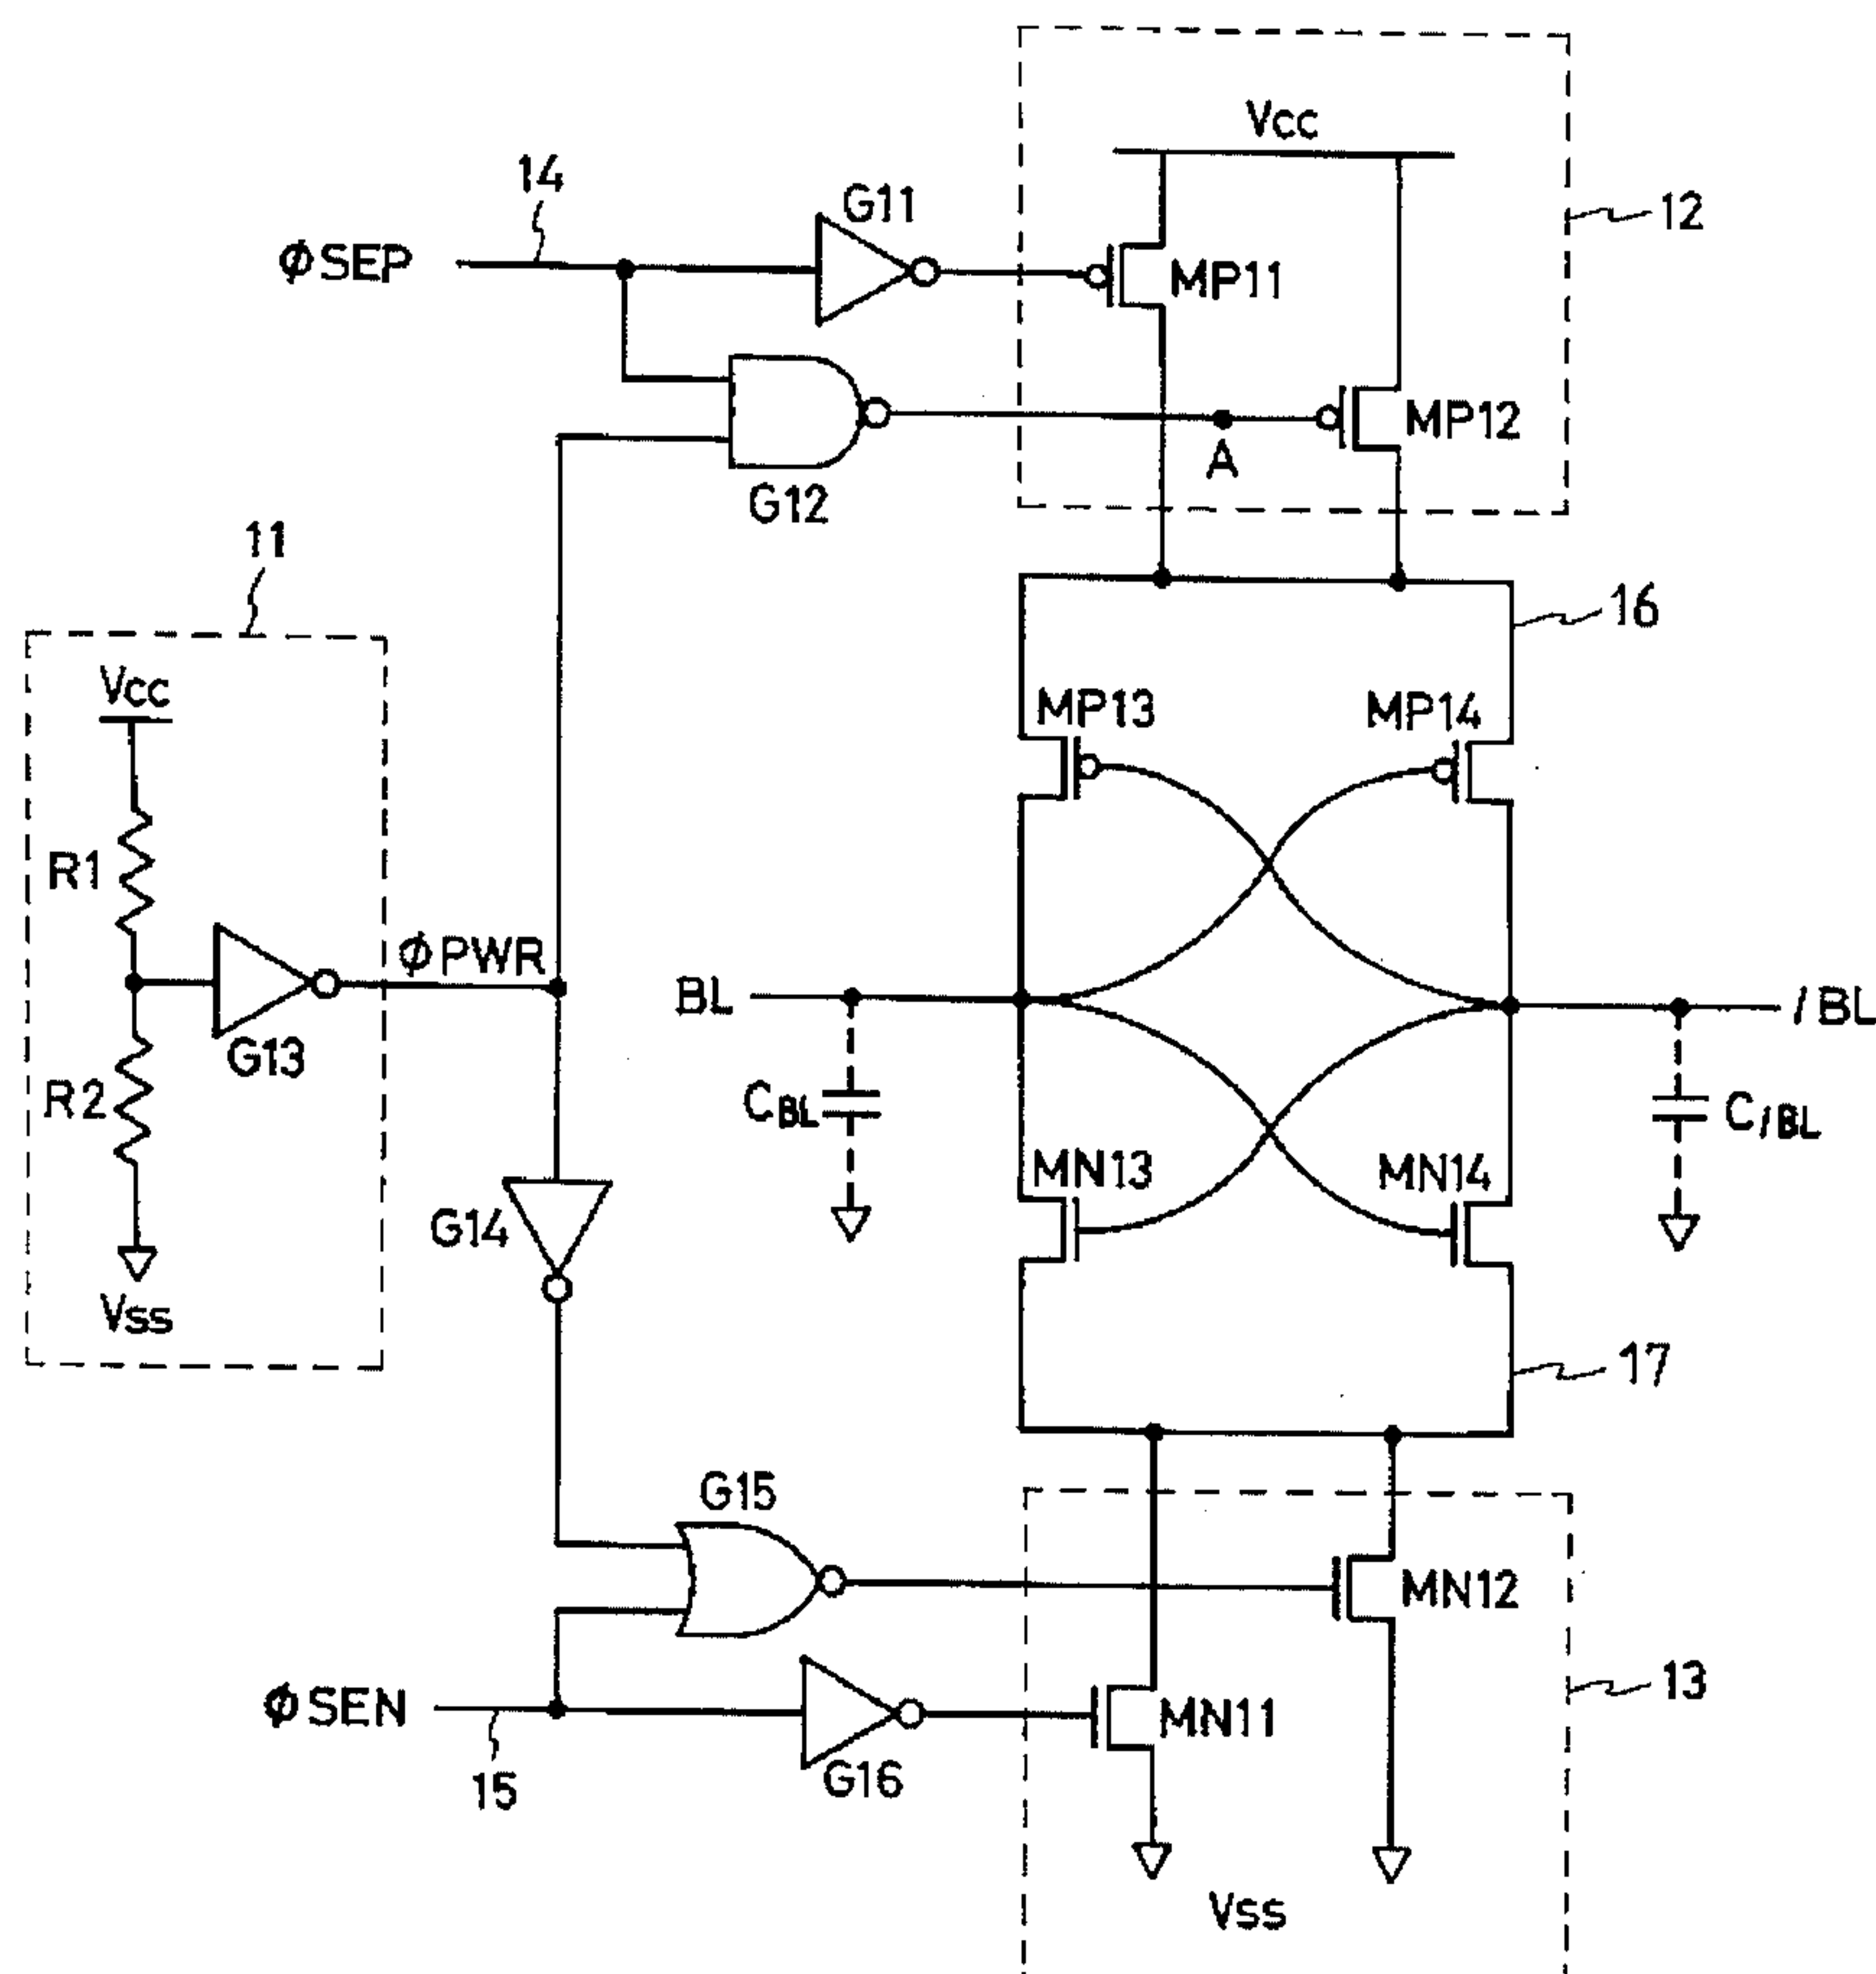 Vcc
14
G11
12
φSEP
MP11
MP12
A
G12
11
16
Vcc
MP13
MP14
R1
φPWR
BL
/BL
G13
R2
CBL
C/BL
MN13
MN14
G14
Vss
17
G15
MN12
φSEN
MN11
13
15
G16
Vss